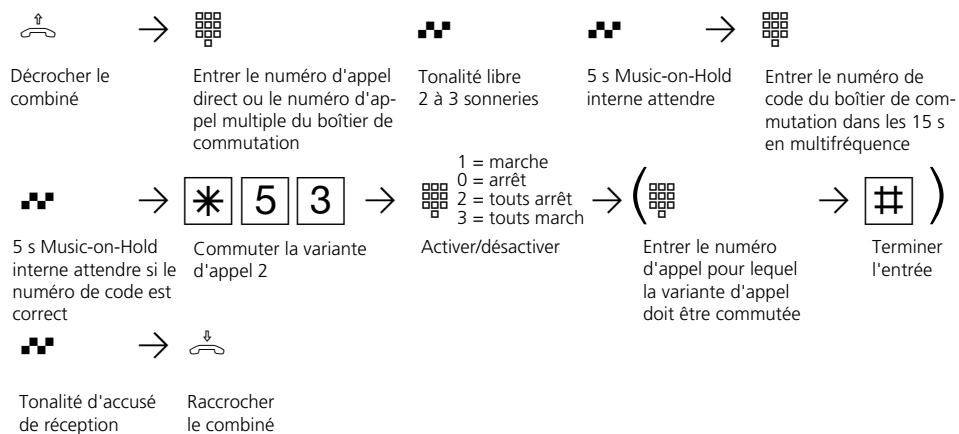 Décrocher le
combiné
Entrer le numéro d'appel
direct ou le numéro d'ap-
pel multiple du boîtier de
commutation
Tonalité libre
2 à 3 sonneries
5 s Music-on-Hold
interne attendre
Entrer le numéro de
code du boîtier de com-
mutation dans les 15 s
en multifréquence
5 s Music-on-Hold
interne attendre si le
numéro de code est
correct
* 5 3
Commuter la variante
d'appel 2
1 = marche
0 = arrêt
2 = touts arrêt
3 = touts march
Activer/désactiver
(
Entrer le numéro
d'appel pour lequel
la variante d'appel
doit être commutée
# )
Terminer
l'entrée
Tonalité d'accusé
de réception
Raccrocher
le combiné